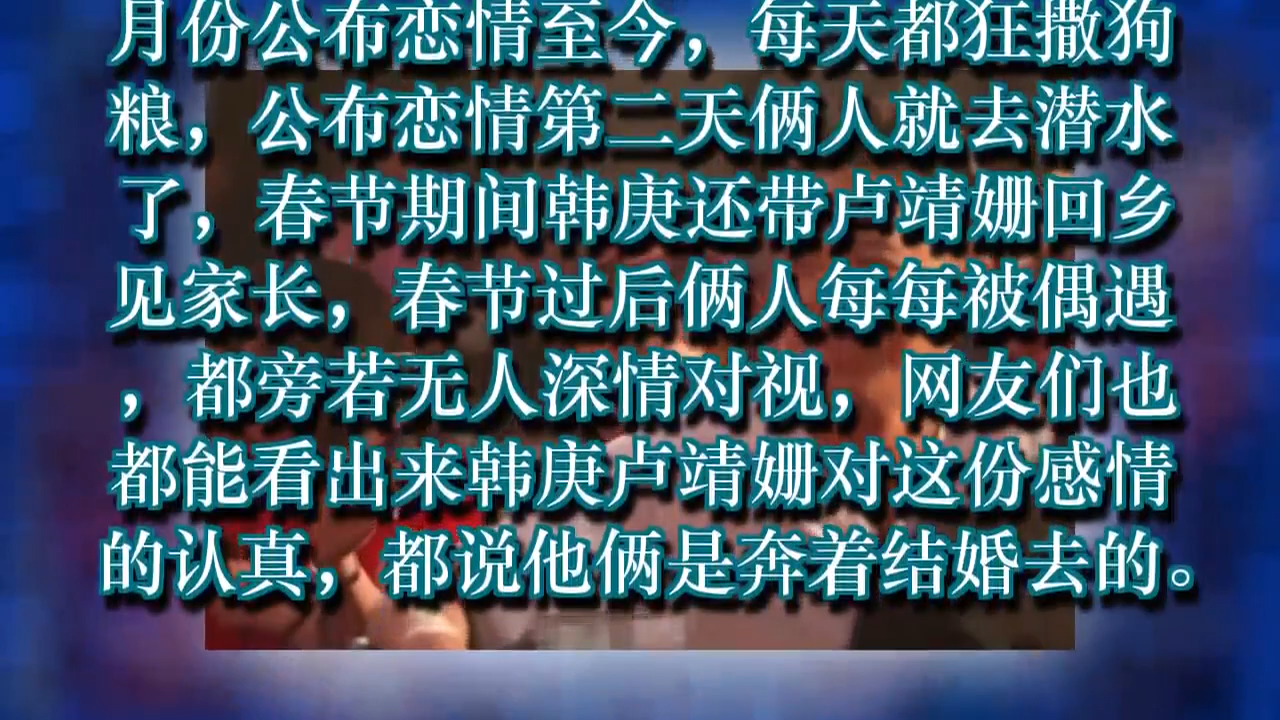 月份公布恋情至今，每天都狂撒狗
粮，公布恋情第二天俩人就去潜水
了，春节期间韩庚还带卢靖姗回乡
见家长，春节过后俩人每每被偶遇
，都旁若无人深情对视，网友们也
都能看出来韩庚卢靖姗对这份感情
的认真，都说他俩是奔着结婚去的。